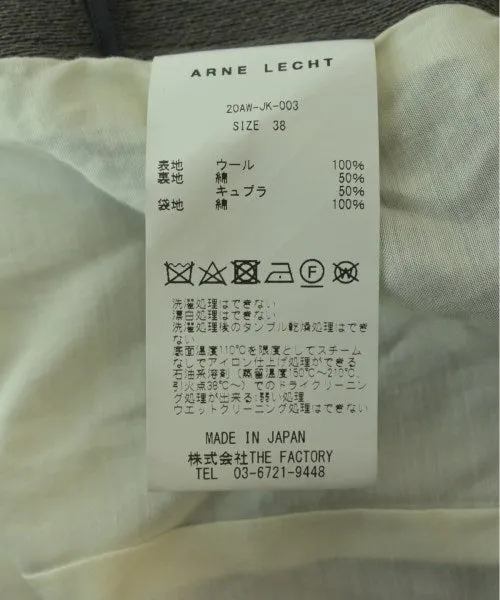 ARNE LECHT
20AW-JK-003
SIZE 38
表地 ウール 100%
裏地 綿 50%
キュプラ 50%
袋地 綿 100%
洗濯処理はできない
漂白処理はできない
洗濯処理後のタンブル乾燥処理はでき
ない
底面温度110℃を限度としてスチーム
なしでアイロン仕上げ処理ができる
石油系溶剤(蒸留温度150℃~210℃,
引火点38℃~)でのドライクリーニン
グ処理が出来る:弱い処理
ウエットクリーニング処理はできない
MADE IN JAPAN
株式会社THE FACTORY
TEL 03-6721-9448